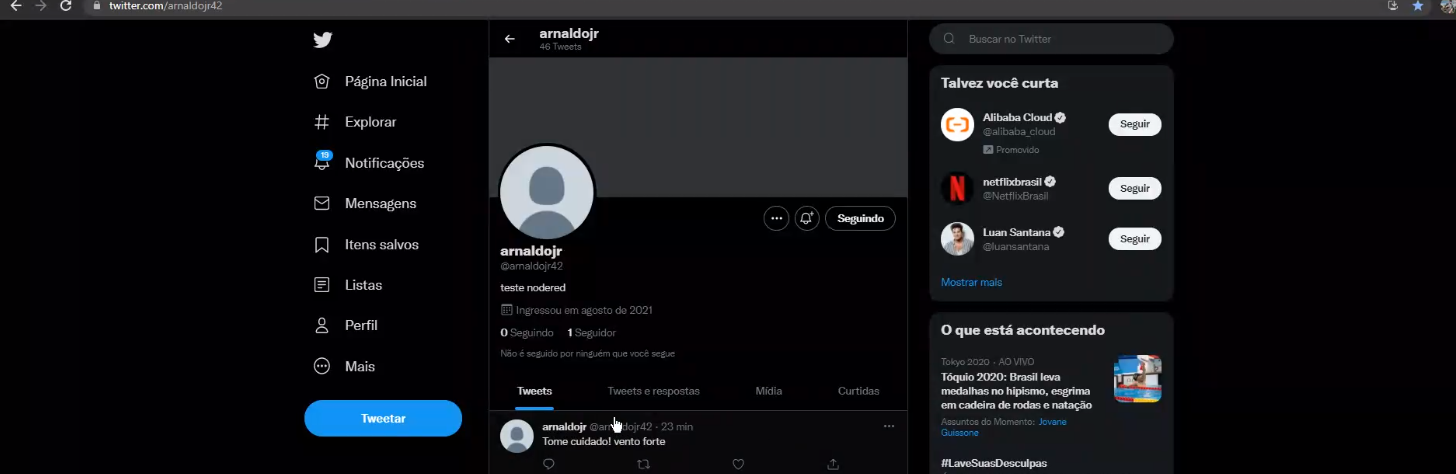 twitter.com/arnaldojr42
arnaldojr
46 Tweets
Página Inicial
Explorar
19
Notificações
Mensagens
Itens salvos
Listas
Perfil
Mais
Tweetar
Seguindo
arnaldojr
@arnaldojr42
teste nodered
Ingressou em agosto de 2021
0 Seguindo 1 Seguidor
Não é seguido por ninguém que você segue
Tweets Tweets e respostas Mídia Curtidas
arnaldojr @arnaldojr42 · 23 min
Tome cuidado! vento forte
Buscar no Twitter
Talvez você curta
Alibaba Cloud
@alibaba_cloud
Seguir
Promovido
netflixbrasil
@NetflixBrasil
Seguir
Luan Santana
@luansantana
Seguir
Mostrar mais
O que está acontecendo
Tokyo 2020 · AO VIVO
Tóquio 2020: Brasil leva
medalhas no hipismo, esgrima
em cadeira de rodas e natação
Assuntos do Momento: Jovane
Guissone
#LaveSuasDesculpas